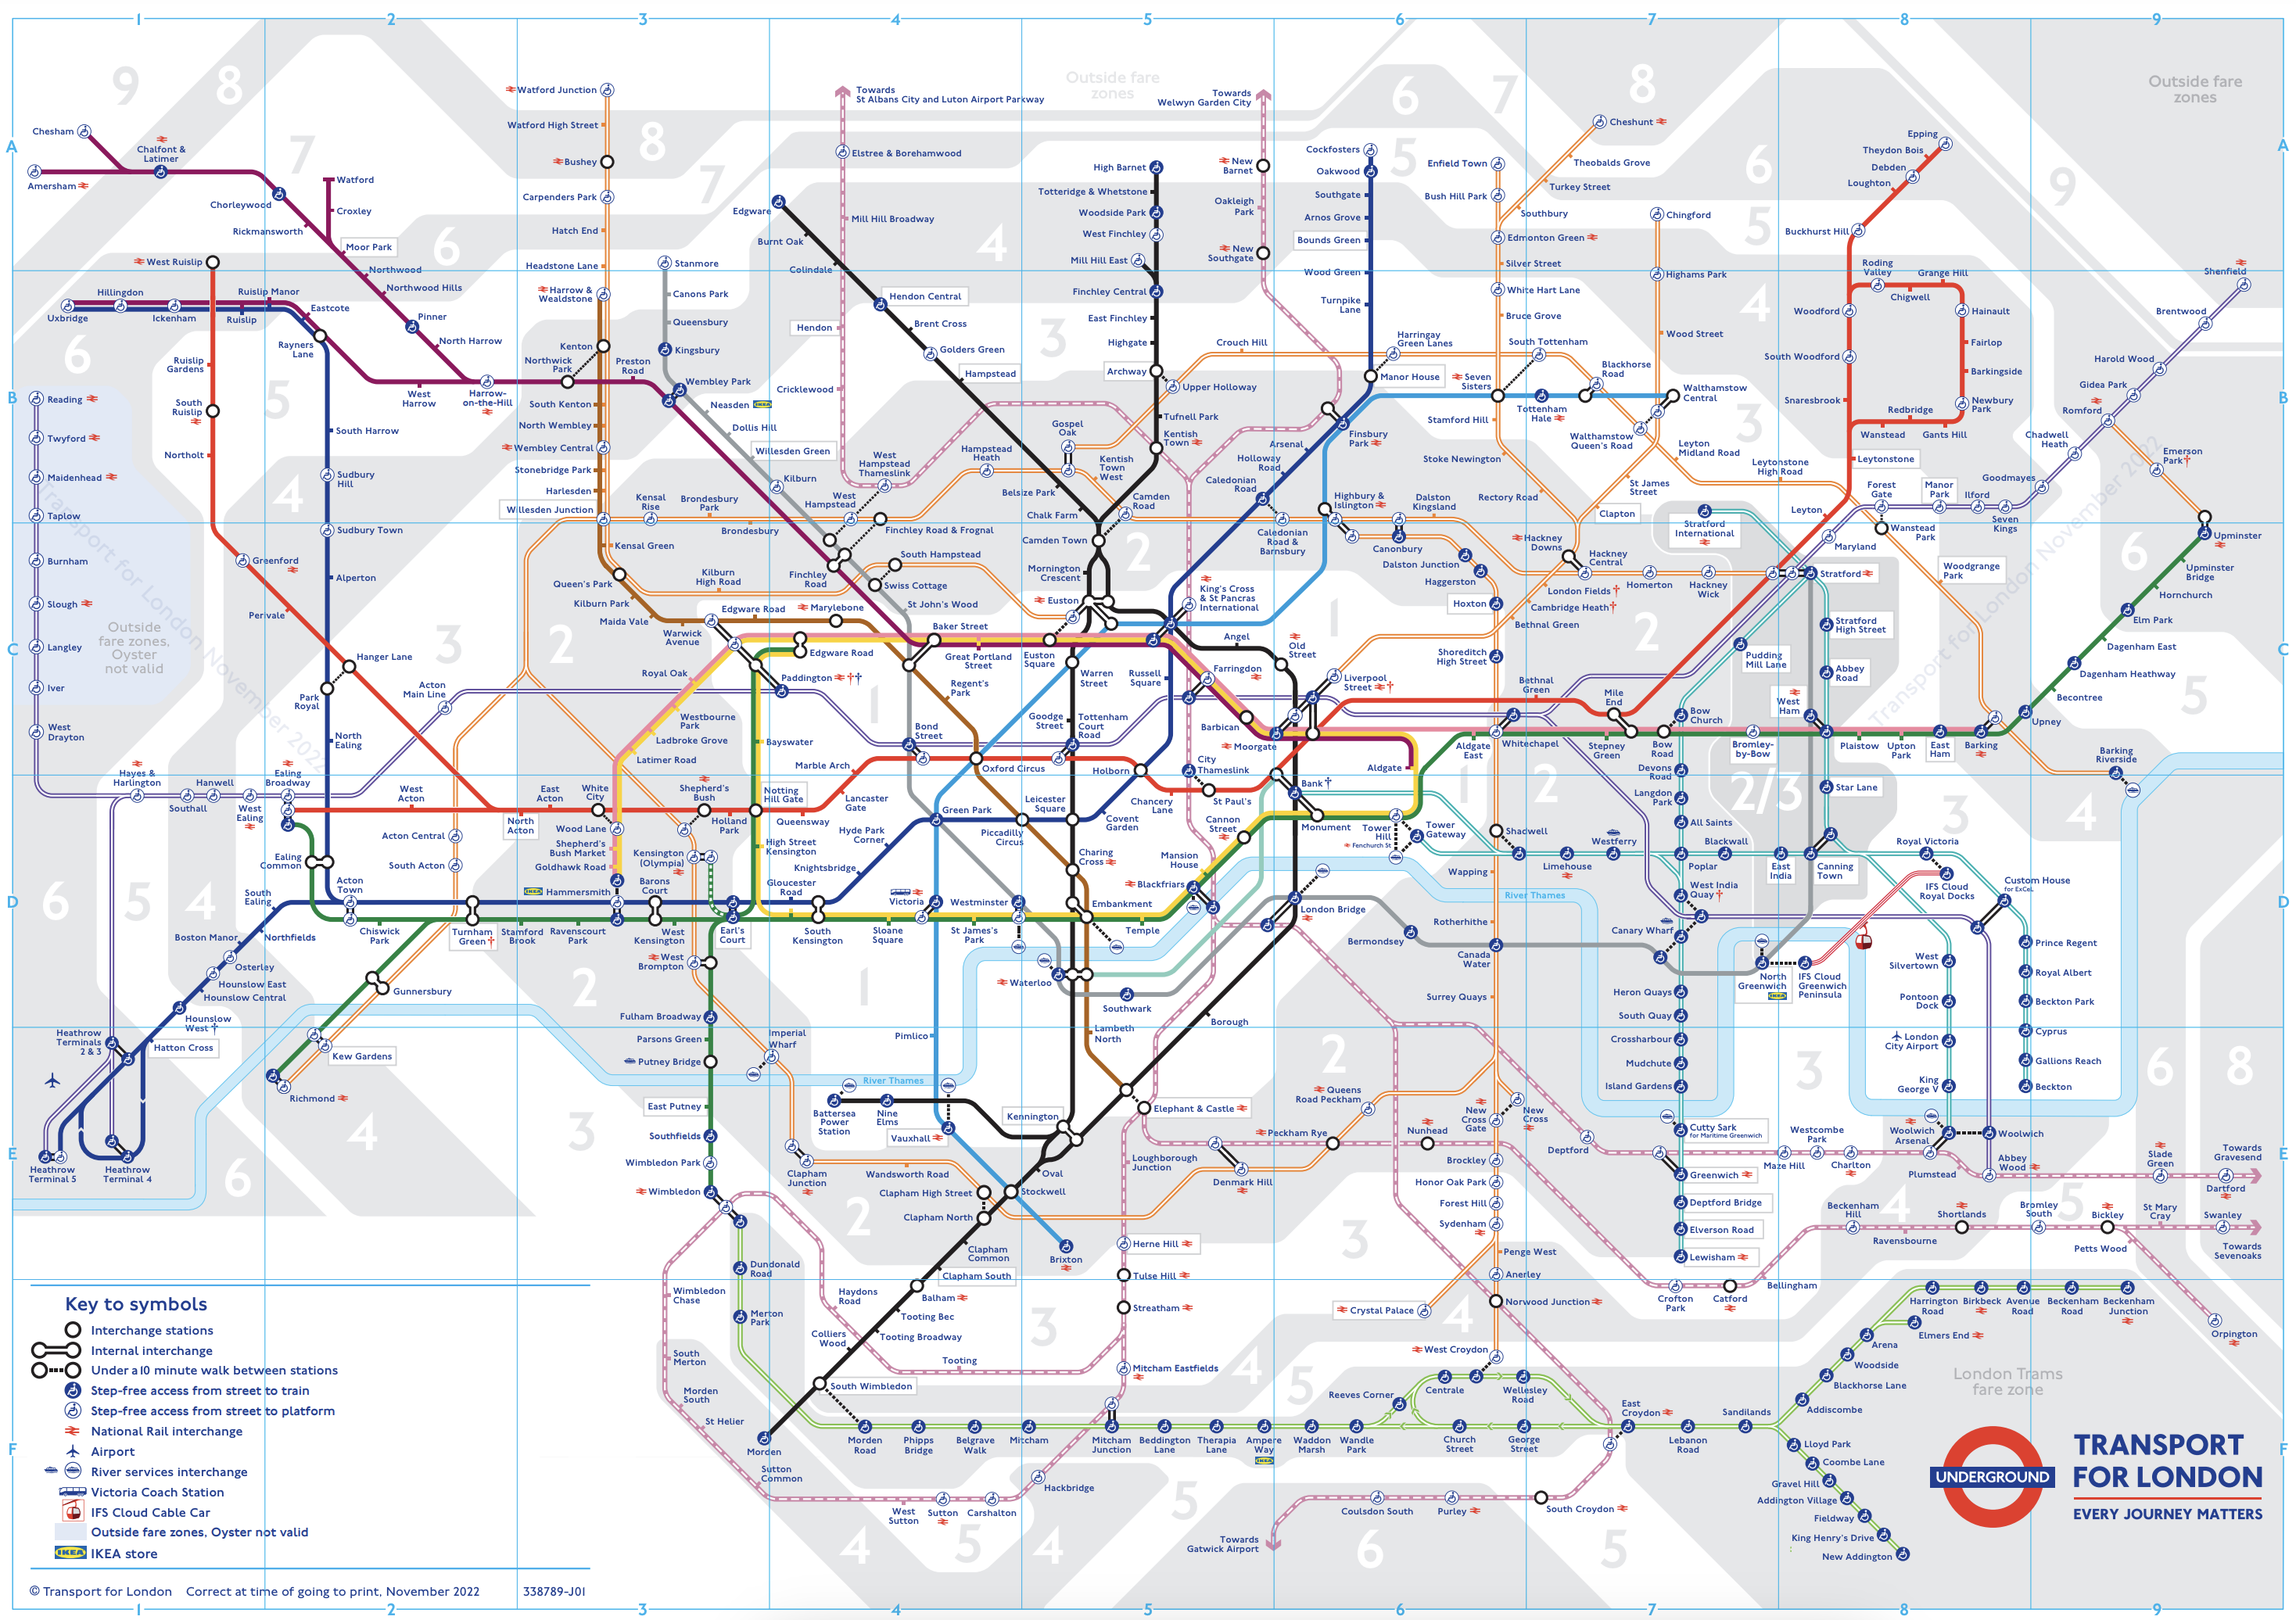 1 2 3 4 5 6 7 8 9
A
B
C
D
E
F
9
8
7
6
5
4
3
2
1
2/3
Outside fare
zones
Outside fare
zones
Chesham
Chalfont &
Latimer
Amersham
Chorleywood
Rickmansworth
Watford
Croxley
Moor Park
Northwood
Northwood Hills
Pinner
North Harrow
West Ruislip
Hillingdon
Uxbridge
Ickenham
Ruislip Manor
Ruislip
Eastcote
Rayners
Lane
West
Harrow
Harrow-
on-the-Hill
Northwick
Park
Preston
Road
Ruislip
Gardens
South
Ruislip
Northolt
Greenford
Perivale
Hanger Lane
South Harrow
Sudbury
Hill
Sudbury Town
Alperton
Park
Royal
North
Ealing
Reading
Twyford
Maidenhead
Taplow
Burnham
Slough
Langley
Iver
West
Drayton
Outside
fare zones,
Oyster
not valid
Transport for London November 2022
Hayes &
Harlington
Southall
Hanwell
West
Ealing
Ealing
Broadway
Acton
Main Line
West
Acton
North
Acton
East
Acton
White
City
Shepherd's
Bush
Holland
Park
Notting
Hill Gate
Queensway
Lancaster
Gate
Marble Arch
Bond
Street
Oxford Circus
Tottenham
Court
Road
Holborn
Chancery
Lane
St Paul's
Bank
Watford Junction
Watford High Street
Bushey
Carpenders Park
Hatch End
Headstone Lane
Harrow &
Wealdstone
Kenton
South Kenton
North Wembley
Wembley Central
Stonebridge Park
Harlesden
Willesden Junction
Kensal Green
Queen's Park
Kilburn Park
Maida Vale
Warwick
Avenue
Edgware Road
Marylebone
Stanmore
Canons Park
Queensbury
Kingsbury
Wembley Park
Neasden
IKEA
Dollis Hill
Willesden Green
Kilburn
West
Hampstead
West
Hampstead
Thameslink
Finchley Road & Frognal
Finchley
Road
South Hampstead
Swiss Cottage
St John's Wood
Kensal
Rise
Brondesbury
Park
Brondesbury
Kilburn
High Road
Towards
St Albans City and Luton Airport Parkway
Elstree & Borehamwood
Mill Hill Broadway
Hendon
Cricklewood
Edgware
Burnt Oak
Colindale
Hendon Central
Brent Cross
Golders Green
Hampstead
Belsize Park
Chalk Farm
Camden Town
Mornington
Crescent
Euston
High Barnet
Totteridge & Whetstone
Woodside Park
West Finchley
Mill Hill East
Finchley Central
East Finchley
Highgate
Archway
Upper Holloway
Tufnell Park
Kentish
Town
Gospel
Oak
Hampstead
Heath
Kentish
Town
West
Camden
Road
Towards
Welwyn Garden City
New
Barnet
Oakleigh
Park
New
Southgate
Crouch Hill
Cockfosters
Oakwood
Southgate
Arnos Grove
Bounds Green
Wood Green
Turnpike
Lane
Harringay
Green Lanes
Manor House
Finsbury
Park
Arsenal
Holloway
Road
Caledonian
Road
Caledonian
Road &
Barnsbury
Highbury &
Islington
Canonbury
Dalston
Kingsland
Dalston Junction
Haggerston
Hoxton
Shoreditch
High Street
Enfield Town
Bush Hill Park
Edmonton Green
Silver Street
White Hart Lane
Bruce Grove
South Tottenham
Seven
Sisters
Tottenham
Hale
Blackhorse
Road
Walthamstow
Central
Walthamstow
Queen's Road
Leyton
Midland Road
Leytonstone
High Road
Stamford Hill
Stoke Newington
Rectory Road
Clapton
St James
Street
Cheshunt
Theobalds Grove
Turkey Street
Southbury
Chingford
Highams Park
Wood Street
Hackney
Downs
Hackney
Central
Homerton
Hackney
Wick
London Fields
Cambridge Heath
Bethnal Green
Epping
Theydon Bois
Debden
Loughton
Buckhurst Hill
Roding
Valley
Grange Hill
Chigwell
Hainault
Fairlop
Barkingside
Newbury
Park
Redbridge
Gants Hill
Wanstead
Woodford
South Woodford
Snaresbrook
Leytonstone
Leyton
Stratford
Stratford
International
Stratford
High Street
Pudding
Mill Lane
Abbey
Road
West
Ham
Maryland
Forest
Gate
Wanstead
Park
Manor
Park
Ilford
Seven
Kings
Goodmayes
Chadwell
Heath
Romford
Gidea Park
Harold Wood
Brentwood
Shenfield
Emerson
Park
Upminster
Upminster
Bridge
Hornchurch
Elm Park
Dagenham East
Dagenham Heathway
Becontree
Upney
Barking
East
Ham
Upton
Park
Plaistow
Woodgrange
Park
Barking
Riverside
Bromley-
by-Bow
Bow
Church
Bow
Road
Mile
End
Stepney
Green
Bethnal
Green
Whitechapel
Aldgate
East
Aldgate
Liverpool
Street
Moorgate
Barbican
Farringdon
Old
Street
Angel
King's Cross
& St Pancras
International
Euston
Square
Great Portland
Street
Baker Street
Regent's
Park
Warren
Street
Goodge
Street
Russell
Square
Edgware Road
Paddington
Royal Oak
Westbourne
Park
Ladbroke Grove
Latimer Road
Bayswater
Wood Lane
Shepherd's
Bush Market
Goldhawk Road
IKEA
Hammersmith
Kensington
(Olympia)
High Street
Kensington
Acton Central
South Acton
Ealing
Common
Acton
Town
South
Ealing
Northfields
Boston Manor
Osterley
Hounslow East
Hounslow Central
Hounslow
West
Hatton Cross
Heathrow
Terminals
2 & 3
Heathrow
Terminal 5
Heathrow
Terminal 4
Chiswick
Park
Turnham
Green
Stamford
Brook
Ravenscourt
Park
Barons
Court
West
Kensington
Earl's
Court
Gloucester
Road
South
Kensington
Sloane
Square
Victoria
St James's
Park
Westminster
Embankment
Temple
Blackfriars
Mansion
House
Cannon
Street
Monument
Tower
Hill
Fenchurch St
Tower
Gateway
City
Thameslink
Knightsbridge
Hyde Park
Corner
Green Park
Piccadilly
Circus
Leicester
Square
Covent
Garden
Charing
Cross
Waterloo
Southwark
London Bridge
Bermondsey
Borough
Lambeth
North
Elephant & Castle
Pimlico
Gunnersbury
Kew Gardens
Richmond
West
Brompton
Fulham Broadway
Parsons Green
Putney Bridge
East Putney
Southfields
Wimbledon Park
Wimbledon
Imperial
Wharf
River Thames
Battersea
Power
Station
Nine
Elms
Vauxhall
Kennington
Oval
Stockwell
Brixton
Clapham
Junction
Wandsworth Road
Clapham High Street
Clapham North
Clapham
Common
Clapham South
Balham
Tooting Bec
Tooting Broadway
Colliers
Wood
South Wimbledon
Morden
Shadwell
Wapping
Rotherhithe
Canada
Water
Surrey Quays
New
Cross
Gate
New
Cross
Queens
Road Peckham
Peckham Rye
Nunhead
Denmark Hill
Loughborough
Junction
Herne Hill
Tulse Hill
Streatham
Mitcham Eastfields
Brockley
Honor Oak Park
Forest Hill
Sydenham
Penge West
Anerley
Norwood Junction
Crystal Palace
West Croydon
Limehouse
Westferry
Poplar
Blackwall
East
India
Canning
Town
Royal Victoria
Custom House
for ExCeL
Prince Regent
Royal Albert
Beckton Park
Cyprus
Gallions Reach
Beckton
Devons
Road
Langdon
Park
All Saints
Star Lane
West India
Quay
Canary Wharf
Heron Quays
South Quay
Crossharbour
Mudchute
Island Gardens
Cutty Sark
for Maritime Greenwich
Greenwich
Deptford Bridge
Elverson Road
Lewisham
River Thames
North
Greenwich
IKEA
IFS Cloud
Greenwich
Peninsula
IFS Cloud
Royal Docks
West
Silvertown
Pontoon
Dock
London
City Airport
King
George V
Woolwich
Arsenal
Woolwich
Deptford
Maze Hill
Westcombe
Park
Charlton
Plumstead
Abbey
Wood
Slade
Green
Dartford
Towards
Gravesend
Beckenham
Hill
Ravensbourne
Shortlands
Bromley
South
Bickley
St Mary
Cray
Swanley
Towards
Sevenoaks
Petts Wood
Orpington
Bellingham
Catford
Crofton
Park
Dundonald
Road
Merton
Park
Wimbledon
Chase
South
Merton
Morden
South
St Helier
Sutton
Common
West
Sutton
Sutton
Carshalton
Hackbridge
Haydons
Road
Tooting
Morden
Road
Phipps
Bridge
Belgrave
Walk
Mitcham
Mitcham
Junction
Beddington
Lane
Therapia
Lane
Ampere
Way
IKEA
Waddon
Marsh
Wandle
Park
Reeves Corner
Centrale
Wellesley
Road
Church
Street
George
Street
East
Croydon
Lebanon
Road
Sandilands
Addiscombe
Blackhorse Lane
Woodside
Arena
Elmers End
Harrington
Road
Birkbeck
Avenue
Road
Beckenham
Road
Beckenham
Junction
Lloyd Park
Coombe Lane
Gravel Hill
Addington Village
Fieldway
King Henry's Drive
New Addington
London Trams
fare zone
Coulsdon South
Purley
South Croydon
Towards
Gatwick Airport
Key to symbols
Interchange stations
Internal interchange
Under a 10 minute walk between stations
Step-free access from street to train
Step-free access from street to platform
National Rail interchange
Airport
River services interchange
Victoria Coach Station
IFS Cloud Cable Car
Outside fare zones, Oyster not valid
IKEA IKEA store
© Transport for London Correct at time of going to print, November 2022 338789-J01
UNDERGROUND
TRANSPORT
FOR LONDON
EVERY JOURNEY MATTERS